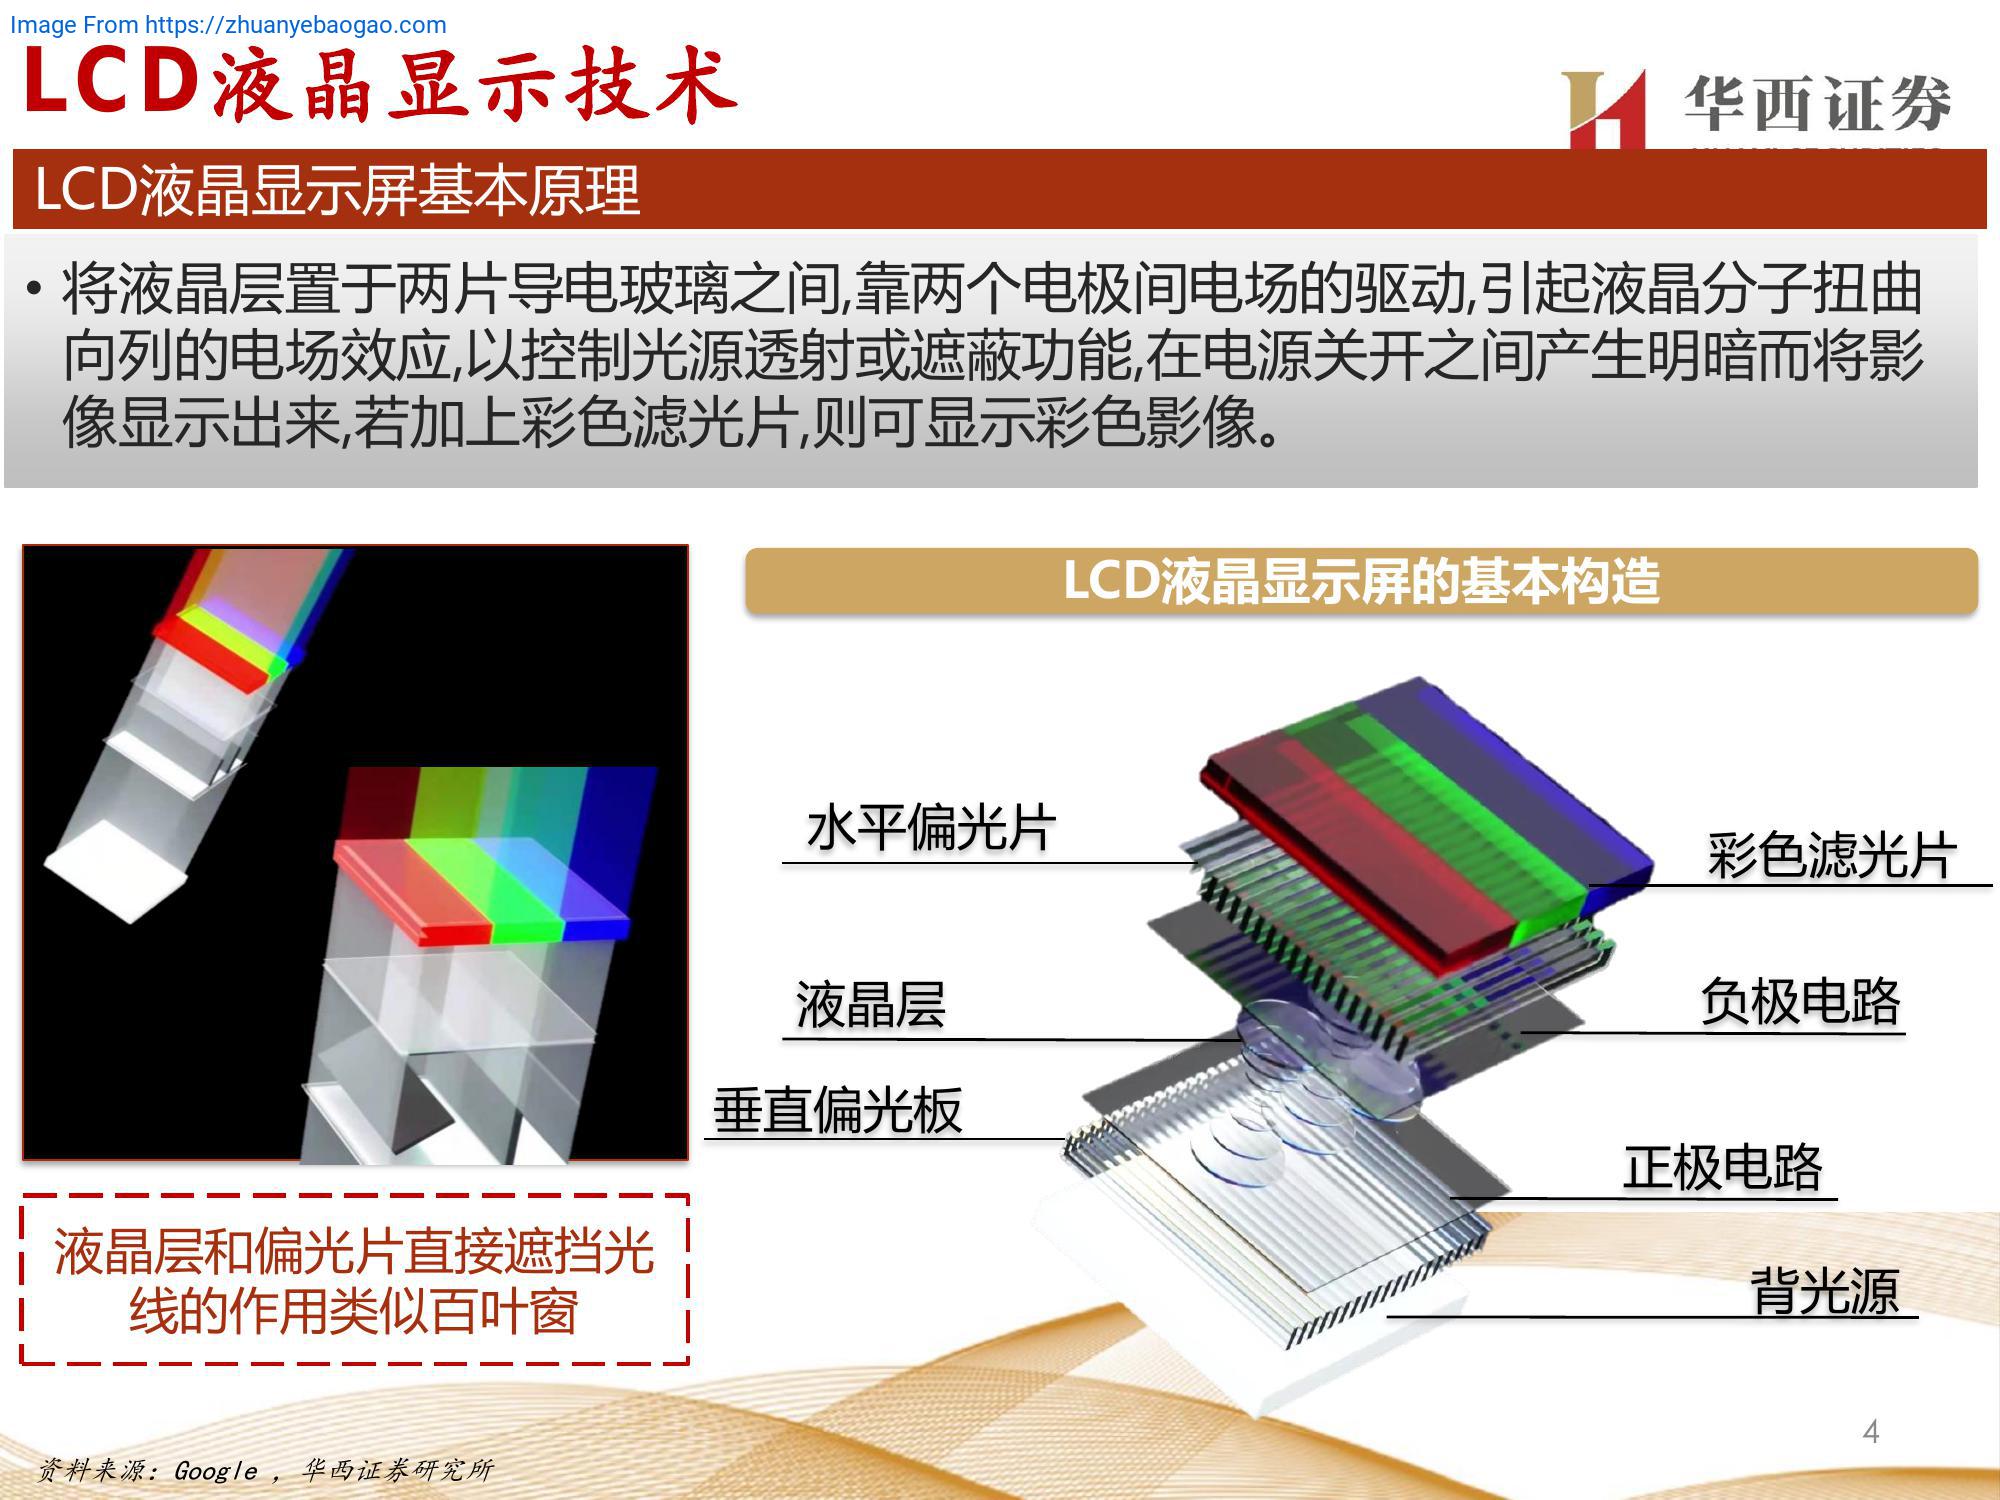 Image From https://zhuanyebaogao.com
LCD液晶显示技术
华西证券
LCD液晶显示屏基本原理
• 将液晶层置于两片导电玻璃之间,靠两个电极间电场的驱动,引起液晶分子扭曲
向列的电场效应,以控制光源透射或遮蔽功能,在电源关开之间产生明暗而将影
像显示出来,若加上彩色滤光片,则可显示彩色影像。
LCD液晶显示屏的基本构造
水平偏光片
彩色滤光片
液晶层
负极电路
垂直偏光板
正极电路
背光源
液晶层和偏光片直接遮挡光
线的作用类似百叶窗
4
资料来源：Google ，华西证券研究所